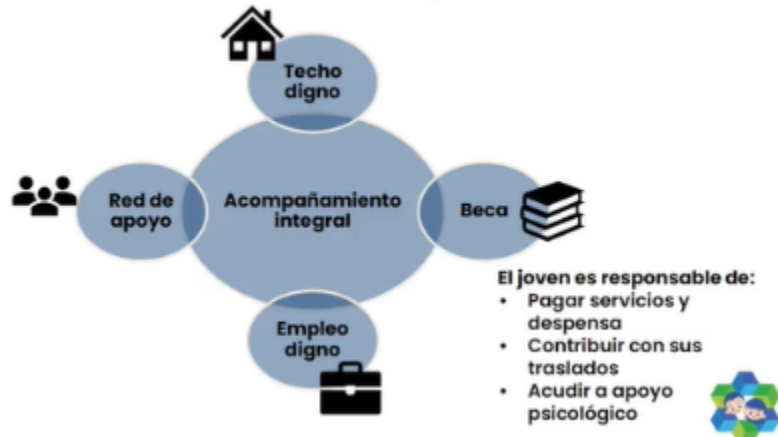 Techo
digno
Red de
apoyo
Acompañamiento
integral
Beca
Empleo
digno
El joven es responsable de:
• Pagar servicios y
despensa
• Contribuir con sus
traslados
• Acudir a apoyo
psicológico